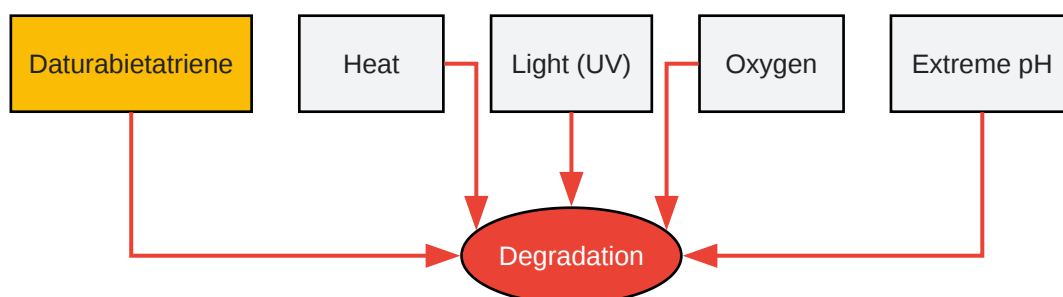 Daturabietatriene
Heat
Light (UV)
Oxygen
Extreme pH
Degradation